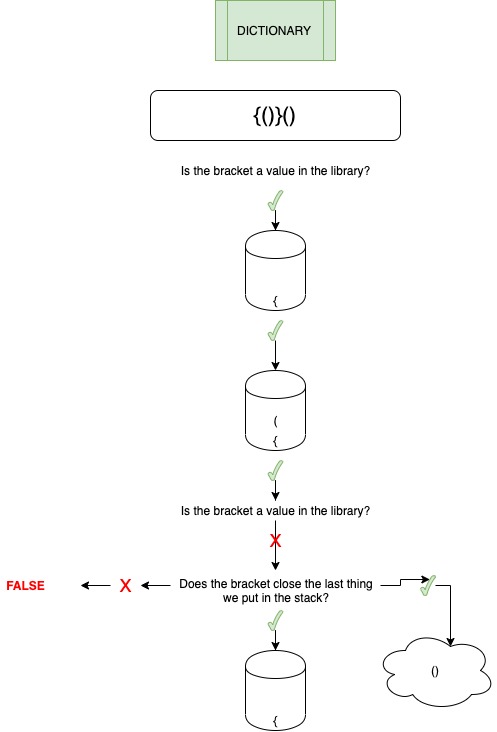 DICTIONARY
{()}()
Is the bracket a value in the library?
{
(
{
Is the bracket a value in the library?
X
FALSE
X
Does the bracket close the last thing
we put in the stack?
()
{